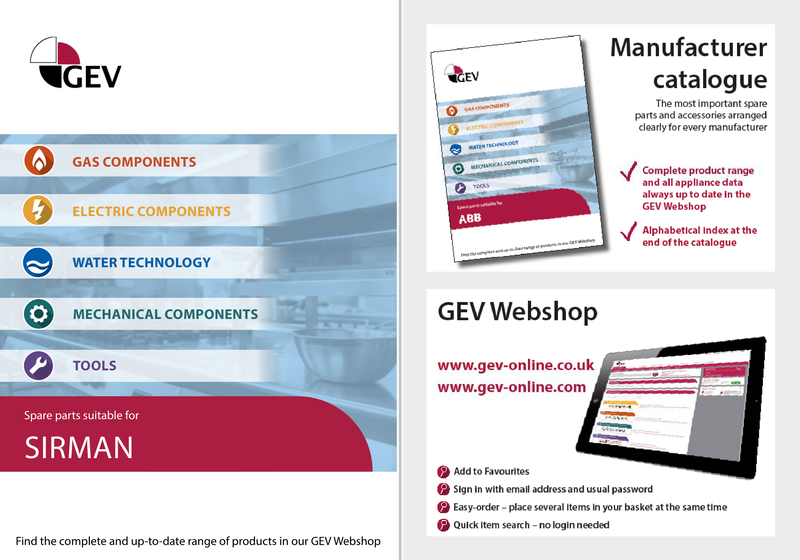 GEV
GAS COMPONENTS
ELECTRIC COMPONENTS
WATER TECHNOLOGY
MECHANICAL COMPONENTS
TOOLS
Spare parts suitable for
SIRMAN
Find the complete and up-to-date range of products in our GEV Webshop
Manufacturer
catalogue
The most important spare
parts and accessories arranged
clearly for every manufacturer
GEV
GAS COMPONENTS
ELECTRIC COMPONENTS
WATER TECHNOLOGY
MECHANICAL COMPONENTS
TOOLS
Spare parts suitable for
ABB
Find the complete and up-to-date range of products in our GEV Webshop
Complete product range
and all appliance data
always up to date in the
GEV Webshop
Alphabetical index at the
end of the catalogue
GEV Webshop
www.gev-online.co.uk
www.gev-online.com
Add to Favourites
Sign in with email address and usual password
Easy-order – place several items in your basket at the same time
Quick item search – no login needed